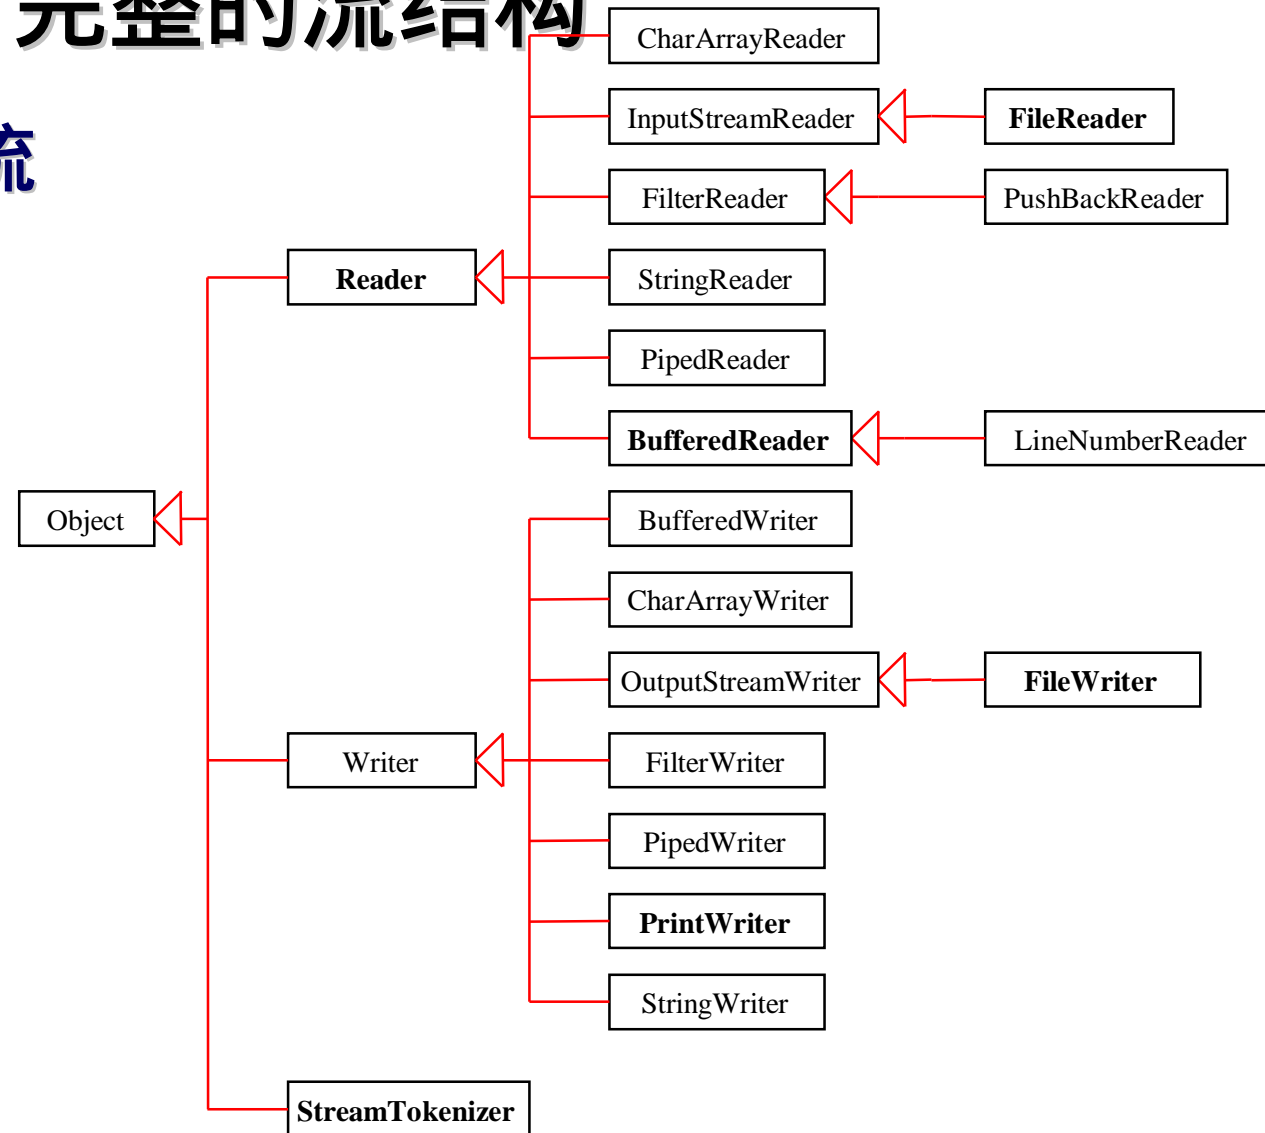 完整的流结构
流
CharArrayReader
InputStreamReader
FileReader
FilterReader
PushBackReader
Reader
StringReader
PipedReader
BufferedReader
LineNumberReader
Object
BufferedWriter
CharArrayWriter
OutputStreamWriter
FileWriter
Writer
FilterWriter
PipedWriter
PrintWriter
StringWriter
StreamTokenizer